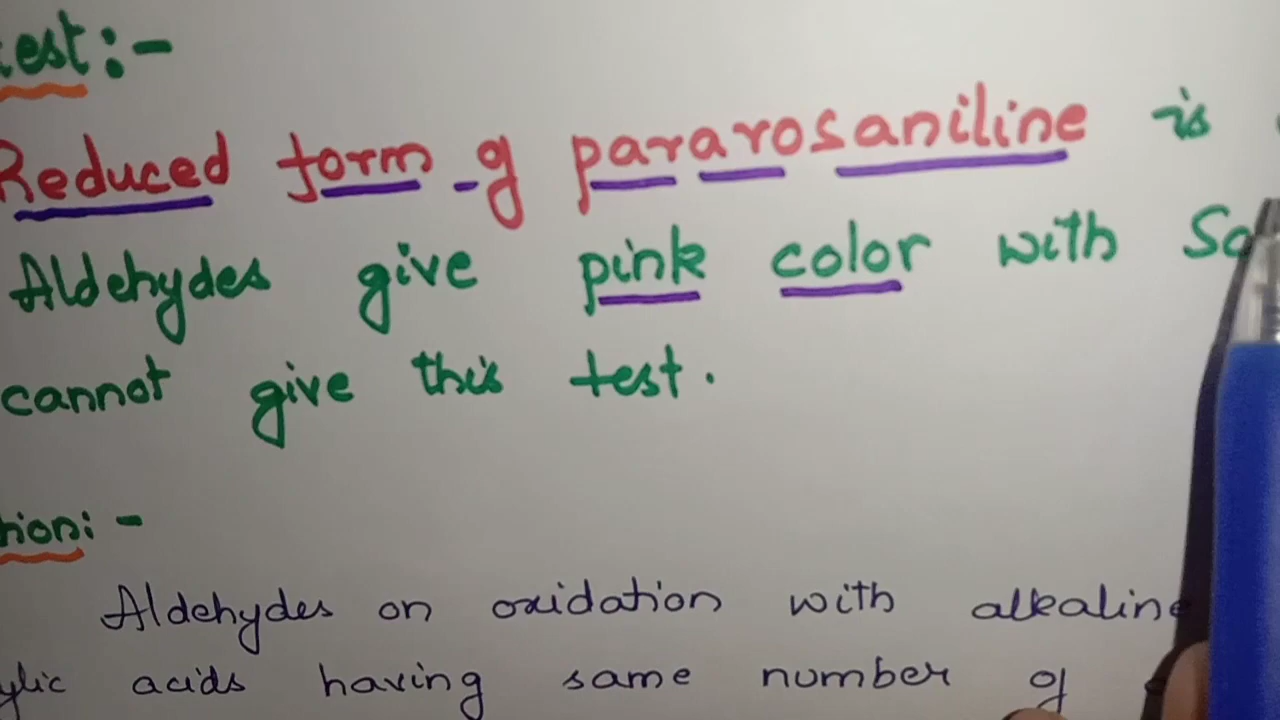 test:-
Reduced form of pararosaniline is
Aldehydes give pink color with
cannot give this test.
tion: -
Aldehydes on oxidation with alkaline
ylic acids having same number of